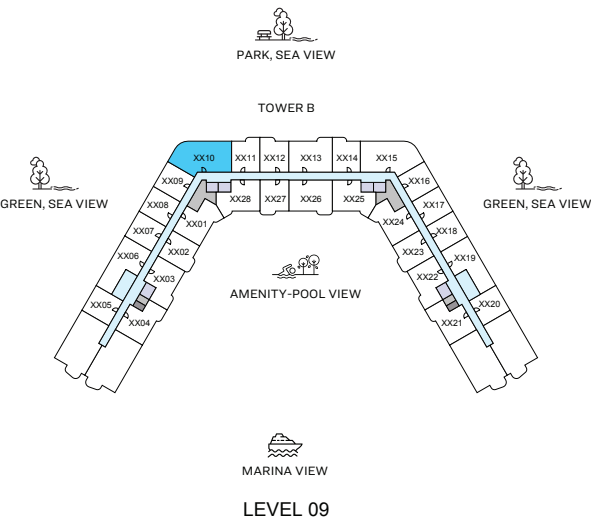 PARK, SEA VIEW
TOWER B
XX10
XX11
XX12
XX13
XX14
XX15
XX09
XX16
GREEN, SEA VIEW
XX08
XX01
XX28
XX27
XX26
XX25
XX24
XX17
GREEN, SEA VIEW
XX07
XX02
XX23
XX18
XX06
XX03
AMENITY-POOL VIEW
XX22
XX19
XX05
XX04
XX21
XX20
MARINA VIEW
LEVEL 09